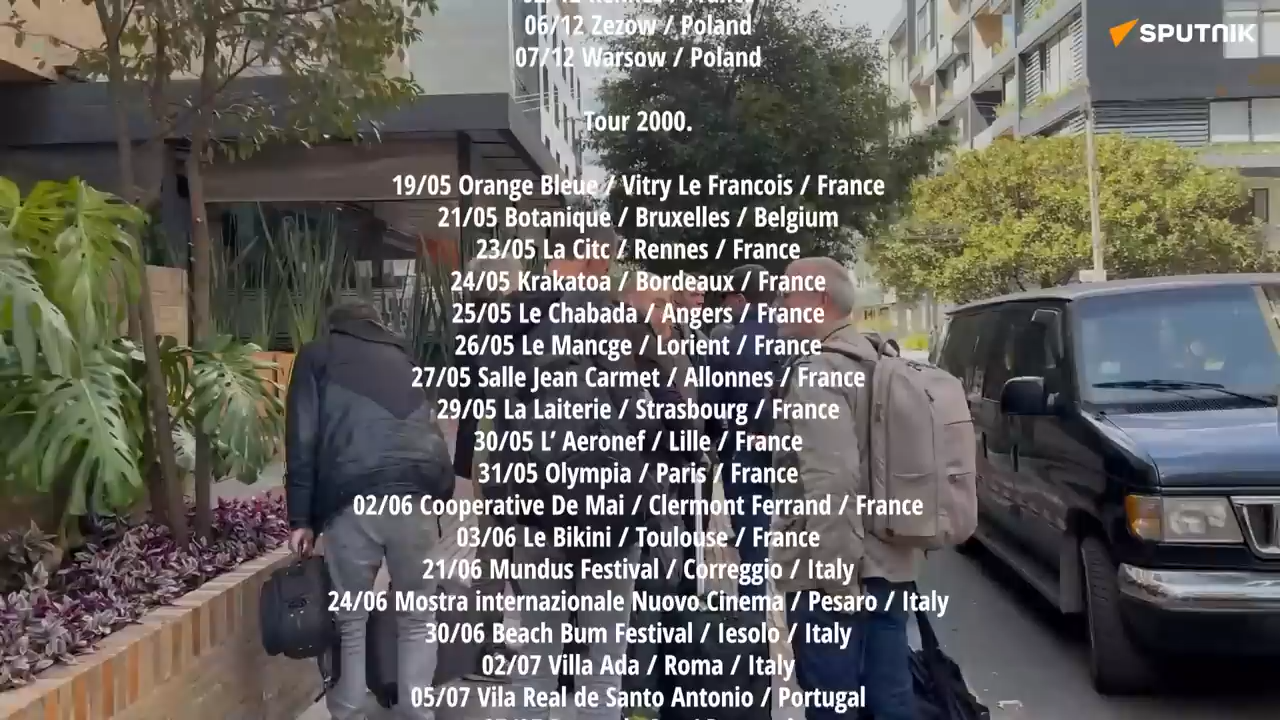 06/12 Zezow / Poland
SPUTNIK
07/12 Warsow / Poland
Tour 2000.
19/05 Orange Bleue / Vitry Le Francois / France
21/05 Botanique / Bruxelles / Belgium
23/05 La Citc / Rennes / France
24/05 Krakatoa / Bordeaux / France
25/05 Le Chabada / Angers / France
26/05 Le Mancge / Lorient / France
27/05 Salle Jean Carmet / Allonnes / France
29/05 La Laiterie / Strasbourg / France
30/05 L’ Aeronef / Lille / France
31/05 Olympia / Paris / France
02/06 Cooperative De Mai / Clermont Ferrand / France
03/06 Le Bikini / Toulouse / France
21/06 Mundus Festival / Correggio / Italy
24/06 Mostra internazionale Nuovo Cinema / Pesaro / Italy
30/06 Beach Bum Festival / Iesolo / Italy
02/07 Villa Ada / Roma / Italy
05/07 Vila Real de Santo Antonio / Portugal